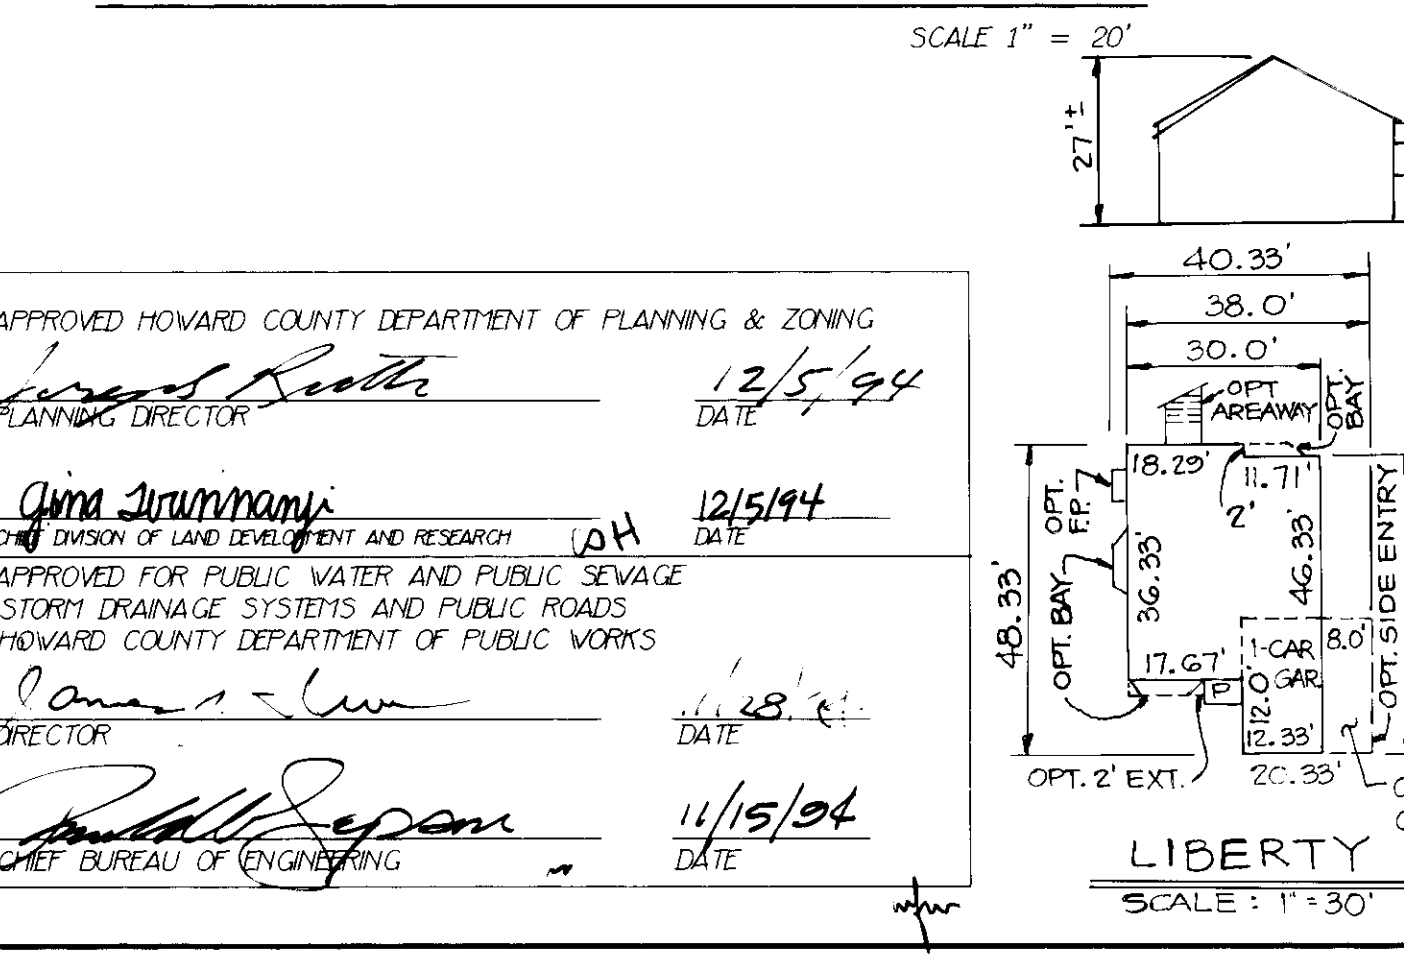 SCALE 1" = 20'
27'±
APPROVED HOWARD COUNTY DEPARTMENT OF PLANNING & ZONING
12/5/94
PLANNING DIRECTOR
DATE
Gina
12/5/94
CHIEF DIVISION OF LAND DEVELOPMENT AND RESEARCH
DATE
APPROVED FOR PUBLIC WATER AND PUBLIC SEWAGE
STORM DRAINAGE SYSTEMS AND PUBLIC ROADS
HOWARD COUNTY DEPARTMENT OF PUBLIC WORKS
DIRECTOR
DATE
11/15/94
CHIEF BUREAU OF ENGINEERING
DATE
40.33'
38.0'
30.0'
OPT
AREAWAY
OPT.
BAY
18.29'
11.71'
2'
OPT.
F.P.
OPT. BAY
36.33'
46.33'
48.33'
OPT. SIDE ENTRY
1-CAR
GAR.
8.0'
17.67'
P
12.0'
12.33'
OPT. 2' EXT.
20.33'
LIBERTY
SCALE : 1"=30'